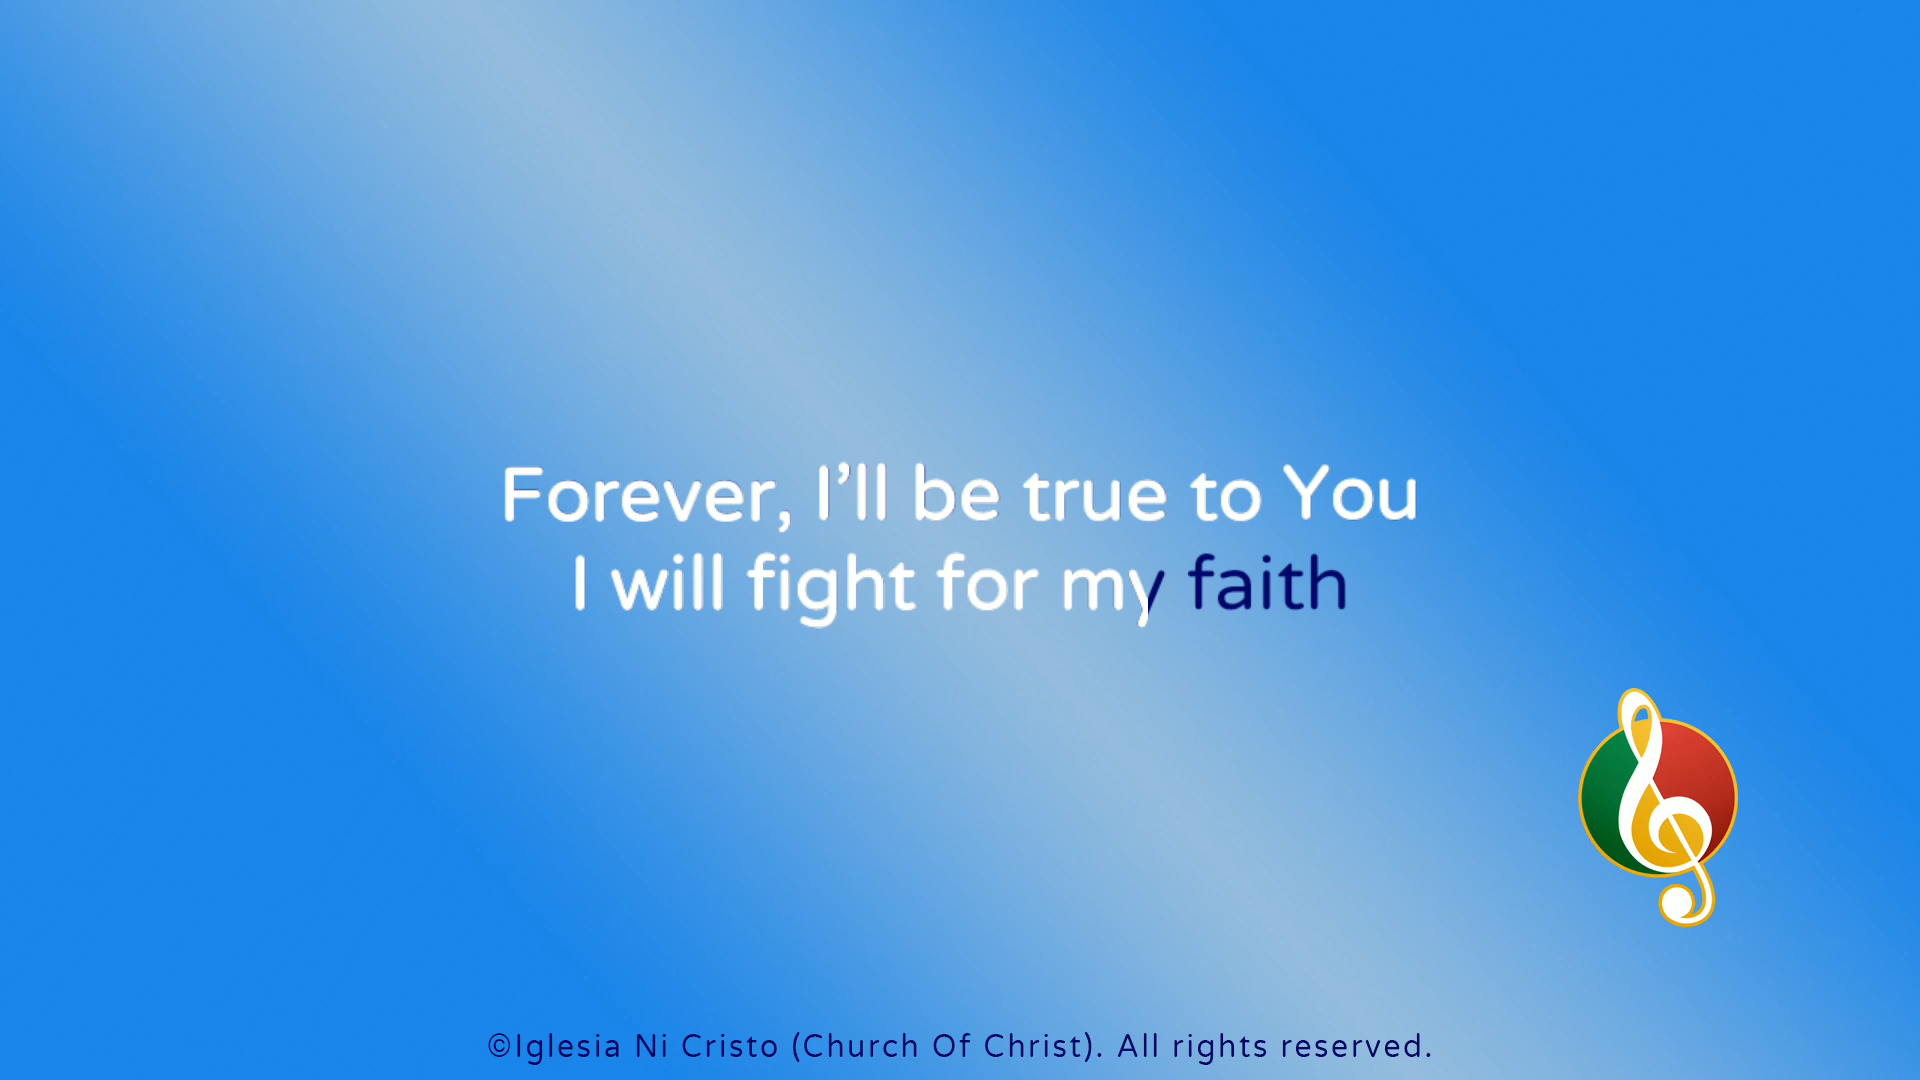 Forever, I’ll be true to You
I will fight for my faith
©Iglesia Ni Cristo (Church Of Christ). All rights reserved.